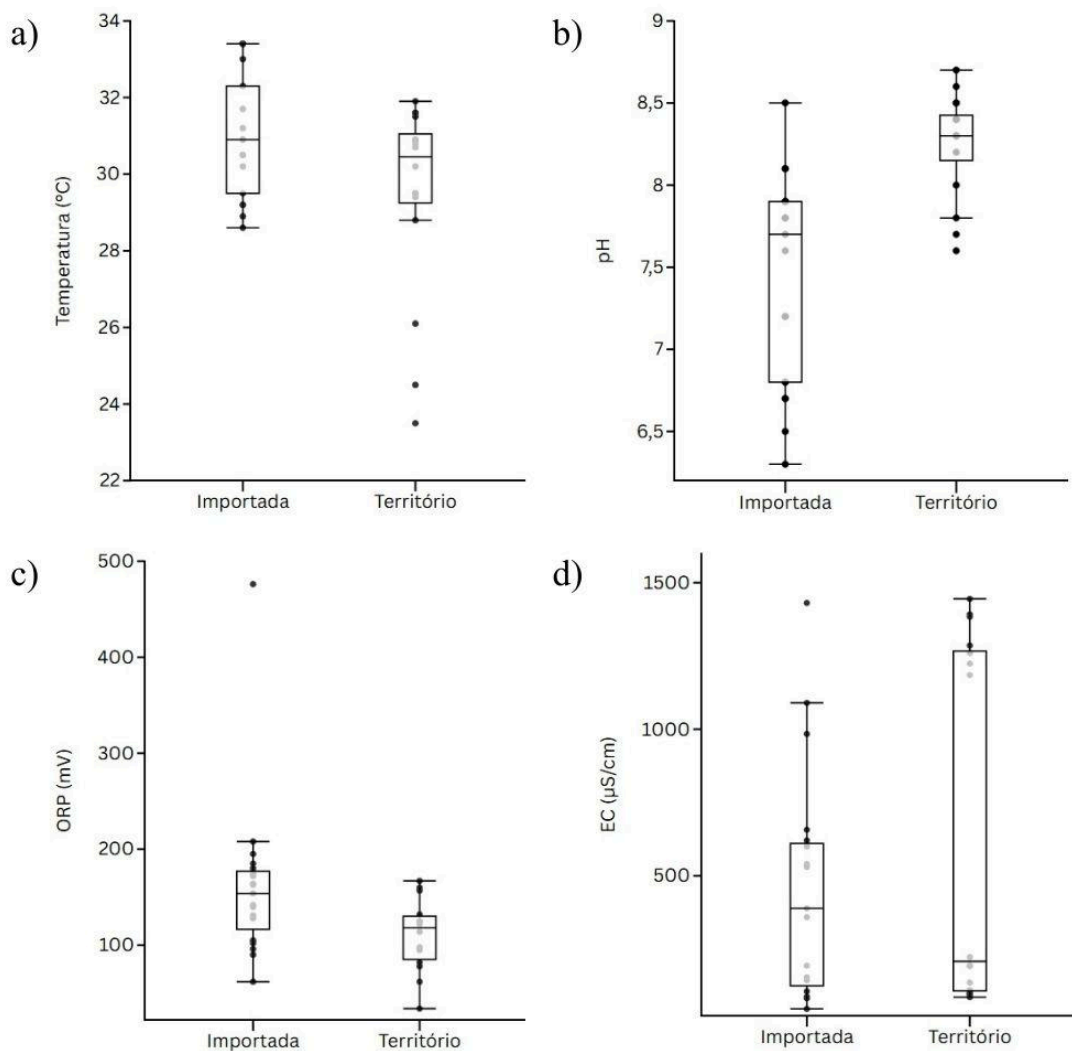 a)
Temperatura (ºC)
34
32
30
28
26
24
22
Importada
Território
b)
pH
9
8,5
8
7,5
7
6,5
Importada
Território
c)
ORP (mV)
500
400
300
200
100
Importada
Território
d)
EC (µS/cm)
1500
1000
500
Importada
Território